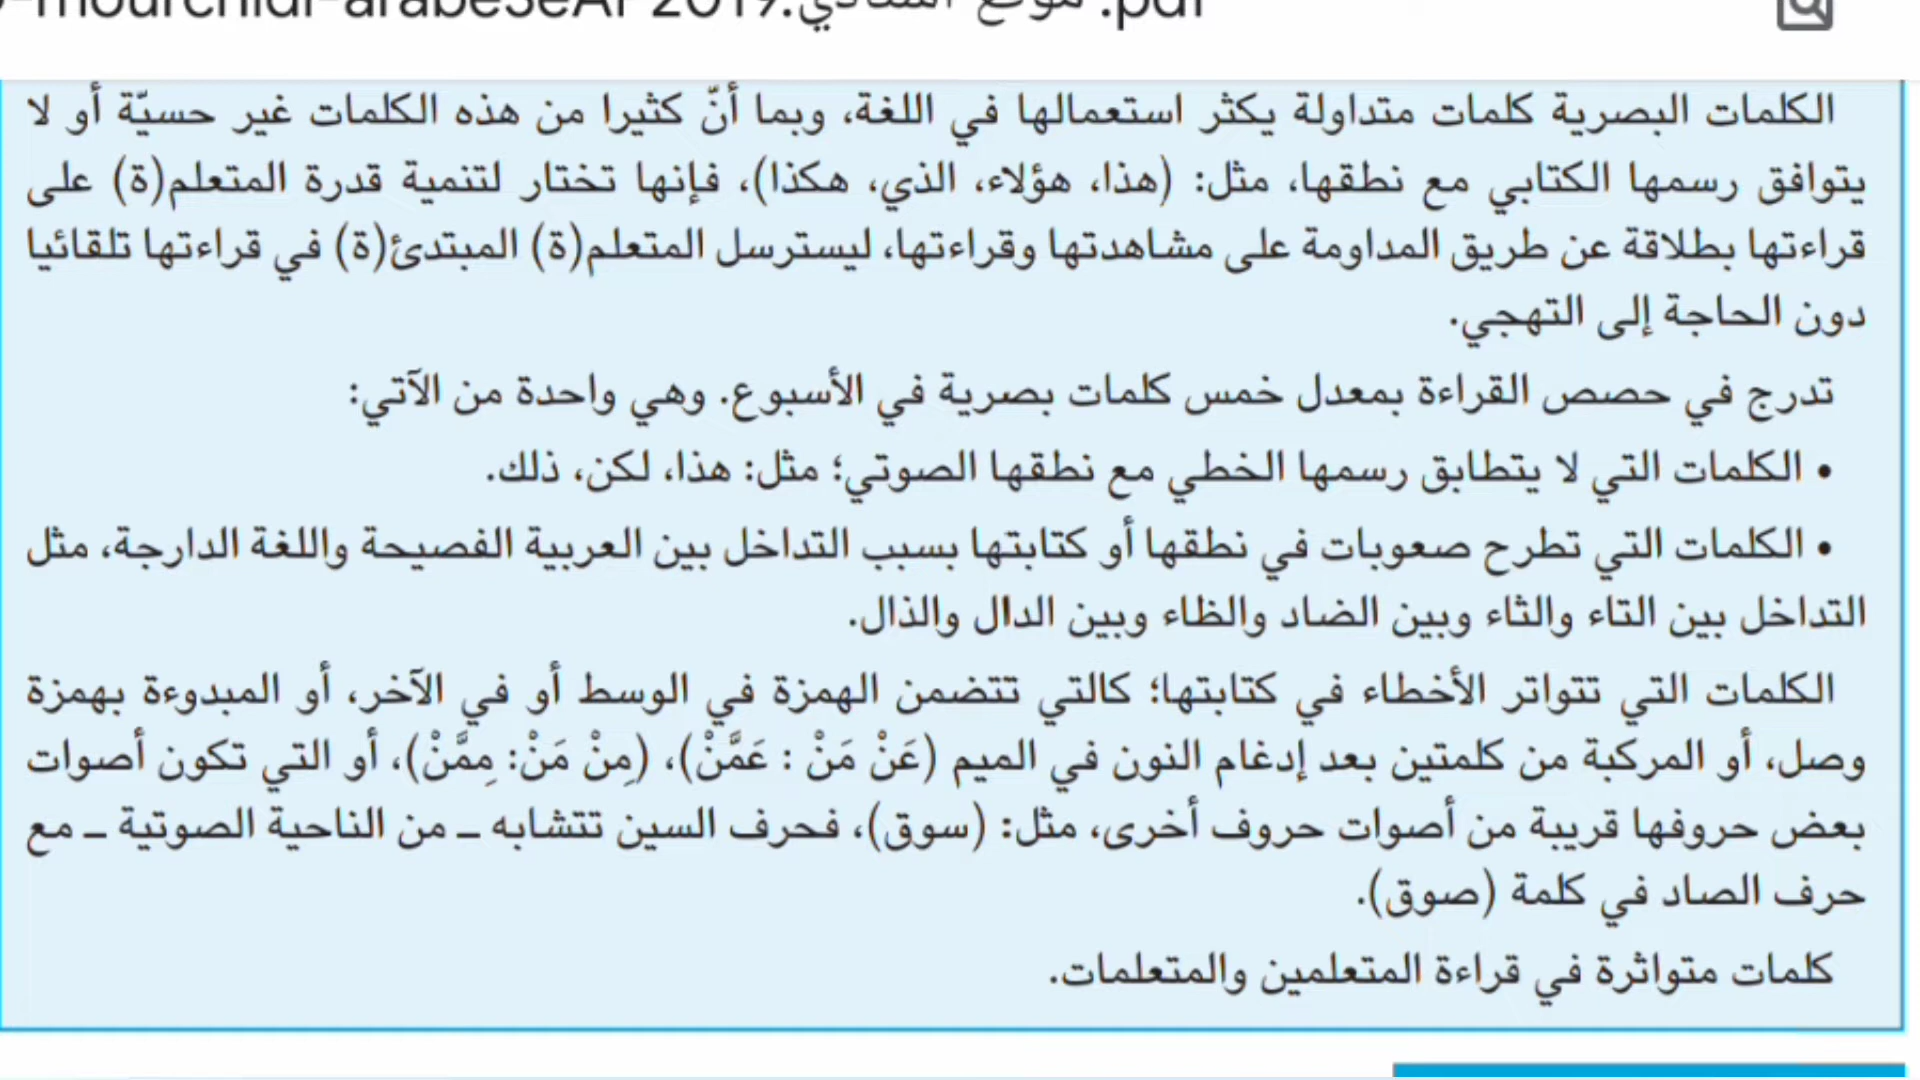 mourchidi-arabe3eAP2019.موقع الستادي .pdf
الكلمات البصرية كلمات متداولة يكثر استعمالها في اللغة، وبما أنّ كثيرا من هذه الكلمات غير حسيّة أو لا
يتوافق رسمها الكتابي مع نطقها، مثل: (هذا، هؤلاء، الذي، هكذا)، فإنها تختار لتنمية قدرة المتعلم(ة) على
قراءتها بطلاقة عن طريق المداومة على مشاهدتها وقراءتها، ليسترسل المتعلم(ة) المبتدئ(ة) في قراءتها تلقائيا
دون الحاجة إلى التهجي.
تدرج في حصص القراءة بمعدل خمس كلمات بصرية في الأسبوع. وهي واحدة من الآتي:
• الكلمات التي لا يتطابق رسمها الخطي مع نطقها الصوتي؛ مثل: هذا، لكن، ذلك.
• الكلمات التي تطرح صعوبات في نطقها أو كتابتها بسبب التداخل بين العربية الفصيحة واللغة الدارجة، مثل
التداخل بين التاء والثاء وبين الضاد والظاء وبين الدال والذال.
الكلمات التي تتواتر الأخطاء في كتابتها؛ كالتي تتضمن الهمزة في الوسط أو في الآخر، أو المبدوءة بهمزة
وصل، أو المركبة من كلمتين بعد إدغام النون في الميم (عَنْ مَنْ : عَمَّنْ)، (مِنْ مَنْ: مِمَّنْ)، أو التي تكون أصوات
بعض حروفها قريبة من أصوات حروف أخرى، مثل: (سوق)، فحرف السين تتشابه ـ من الناحية الصوتية ـ مع
حرف الصاد في كلمة (صوق).
كلمات متواثرة في قراءة المتعلمين والمتعلمات.